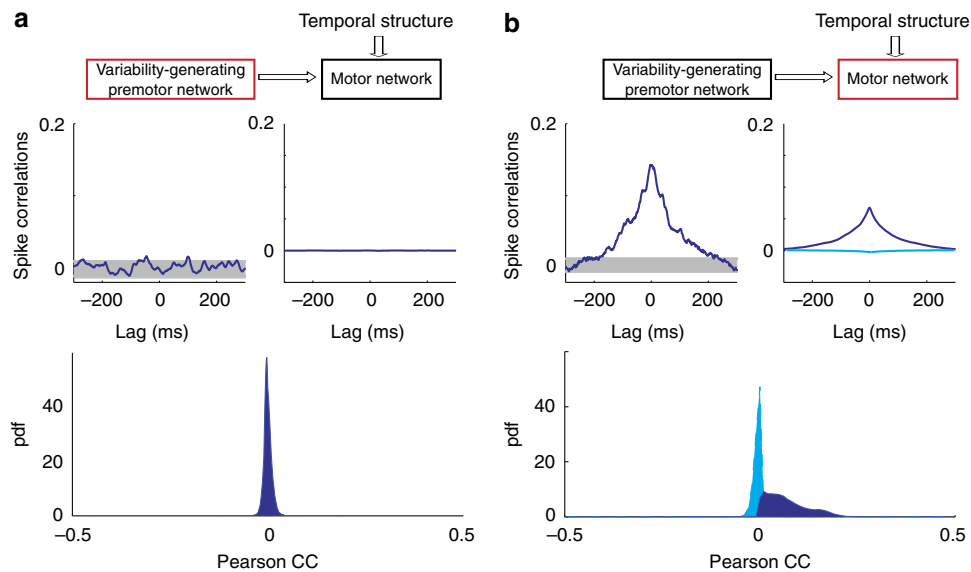 a
Temporal structure
Variability-generating
premotor network
Motor network
0.2
0.2
Spike correlations
0
0
−200
0
200
−200
0
200
Lag (ms)
Lag (ms)
40
20
0
pdf
−0.5
0
0.5
Pearson CC
b
Temporal structure
Variability-generating
premotor network
Motor network
0.2
0.2
Spike correlations
0
0
−200
0
200
−200
0
200
Lag (ms)
Lag (ms)
40
20
0
pdf
−0.5
0
0.5
Pearson CC